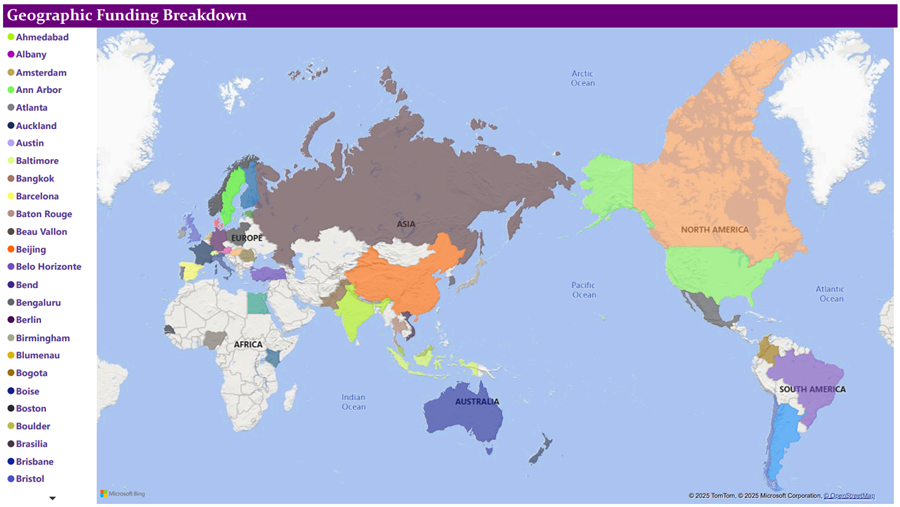 Geographic Funding Breakdown
Ahmedabad
Albany
Amsterdam
Ann Arbor
Atlanta
Auckland
Austin
Baltimore
Bangkok
Barcelona
Baton Rouge
Beau Vallon
Beijing
Belo Horizonte
Bend
Bengaluru
Berlin
Birmingham
Blumenau
Bogota
Boise
Boston
Boulder
Brasilia
Brisbane
Bristol
Arctic
Ocean
NORTH AMERICA
ASIA
EUROPE
Pacific
Ocean
Atlantic
Ocean
AFRICA
SOUTH AMERICA
Indian
Ocean
AUSTRALIA
Microsoft Bing
© 2025 TomTom, © 2025 Microsoft Corporation, © OpenStreetMap